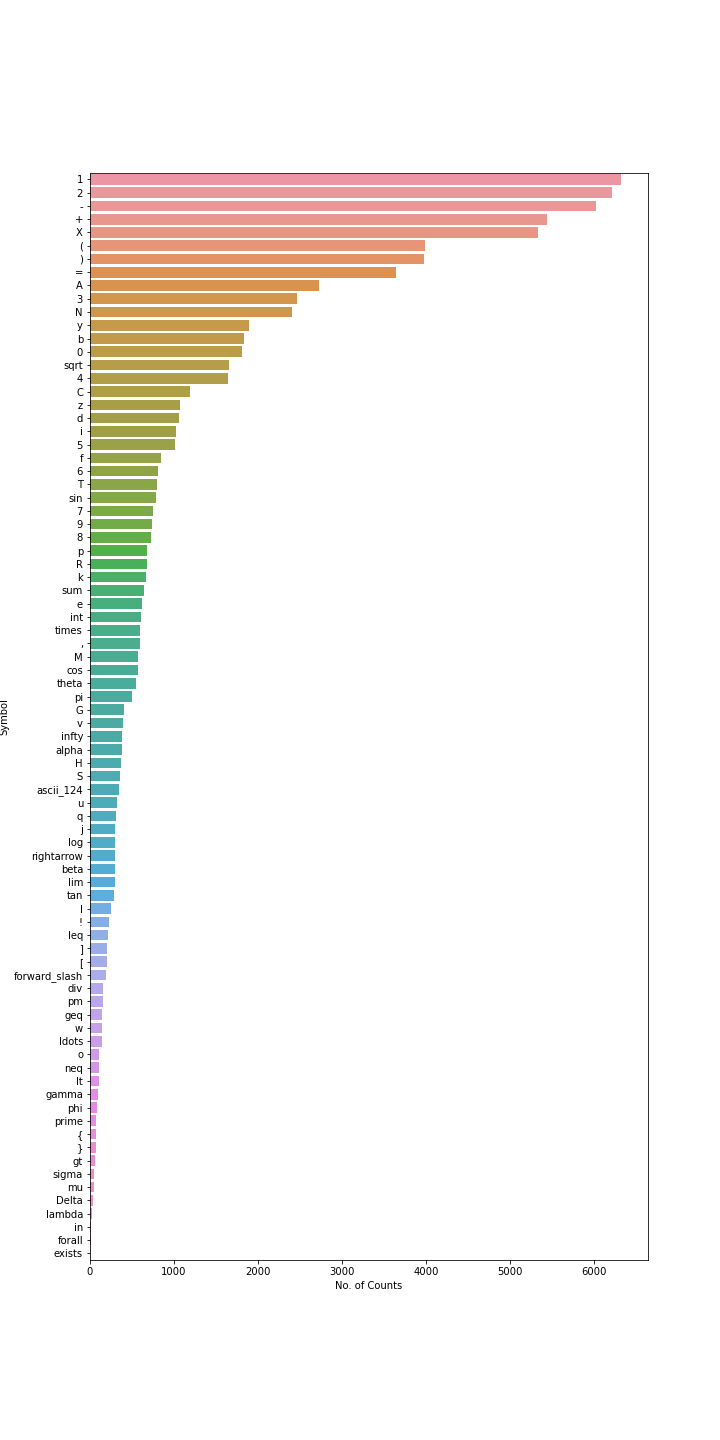 1
2
-
+
X
(
)
=
A
3
N
y
b
0
sqrt
4
C
z
d
i
5
f
6
T
sin
7
9
8
p
R
k
sum
e
int
times
,
M
cos
theta
pi
G
v
infty
alpha
H
S
ascii_124
u
q
j
log
rightarrow
beta
lim
tan
l
!
leq
]
[
forward_slash
div
pm
geq
w
ldots
o
neq
lt
gamma
phi
prime
{
}
gt
sigma
mu
Delta
lambda
in
forall
exists
Symbol
0 1000 2000 3000 4000 5000 6000
No. of Counts